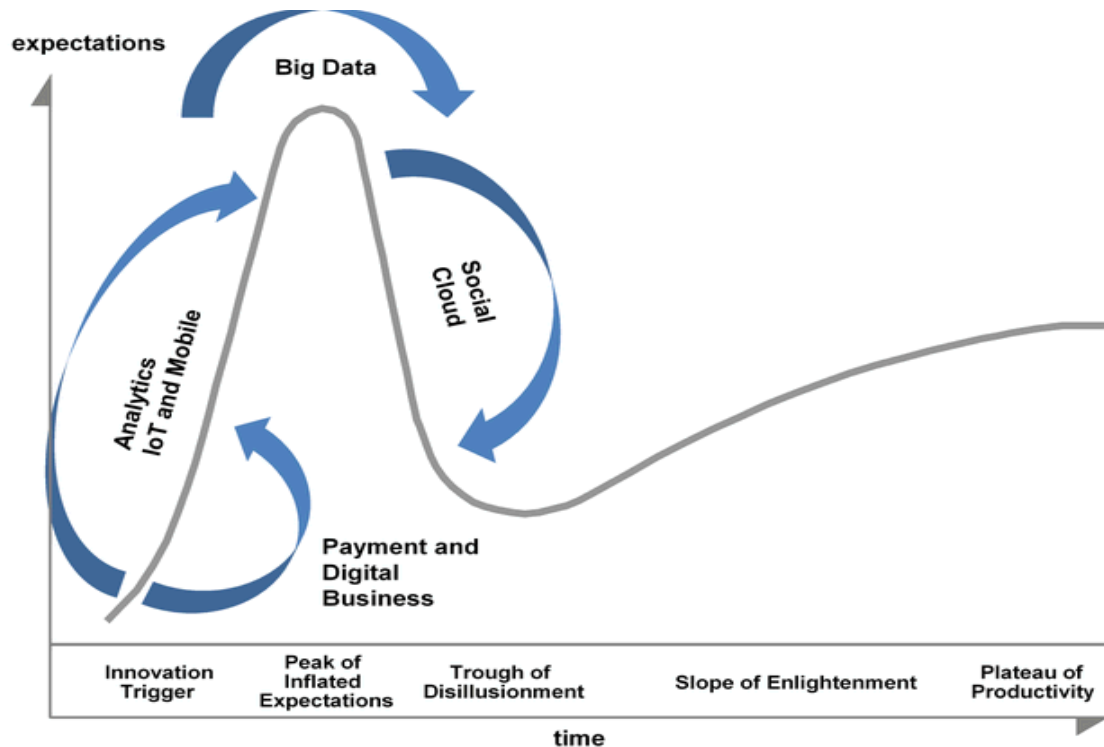 expectations
Big Data
Social
Cloud
Analytics
IoT and Mobile
Payment and
Digital
Business
Innovation
Trigger
Peak of
Inflated
Expectations
Trough of
Disillusionment
Slope of Enlightenment
Plateau of
Productivity
time